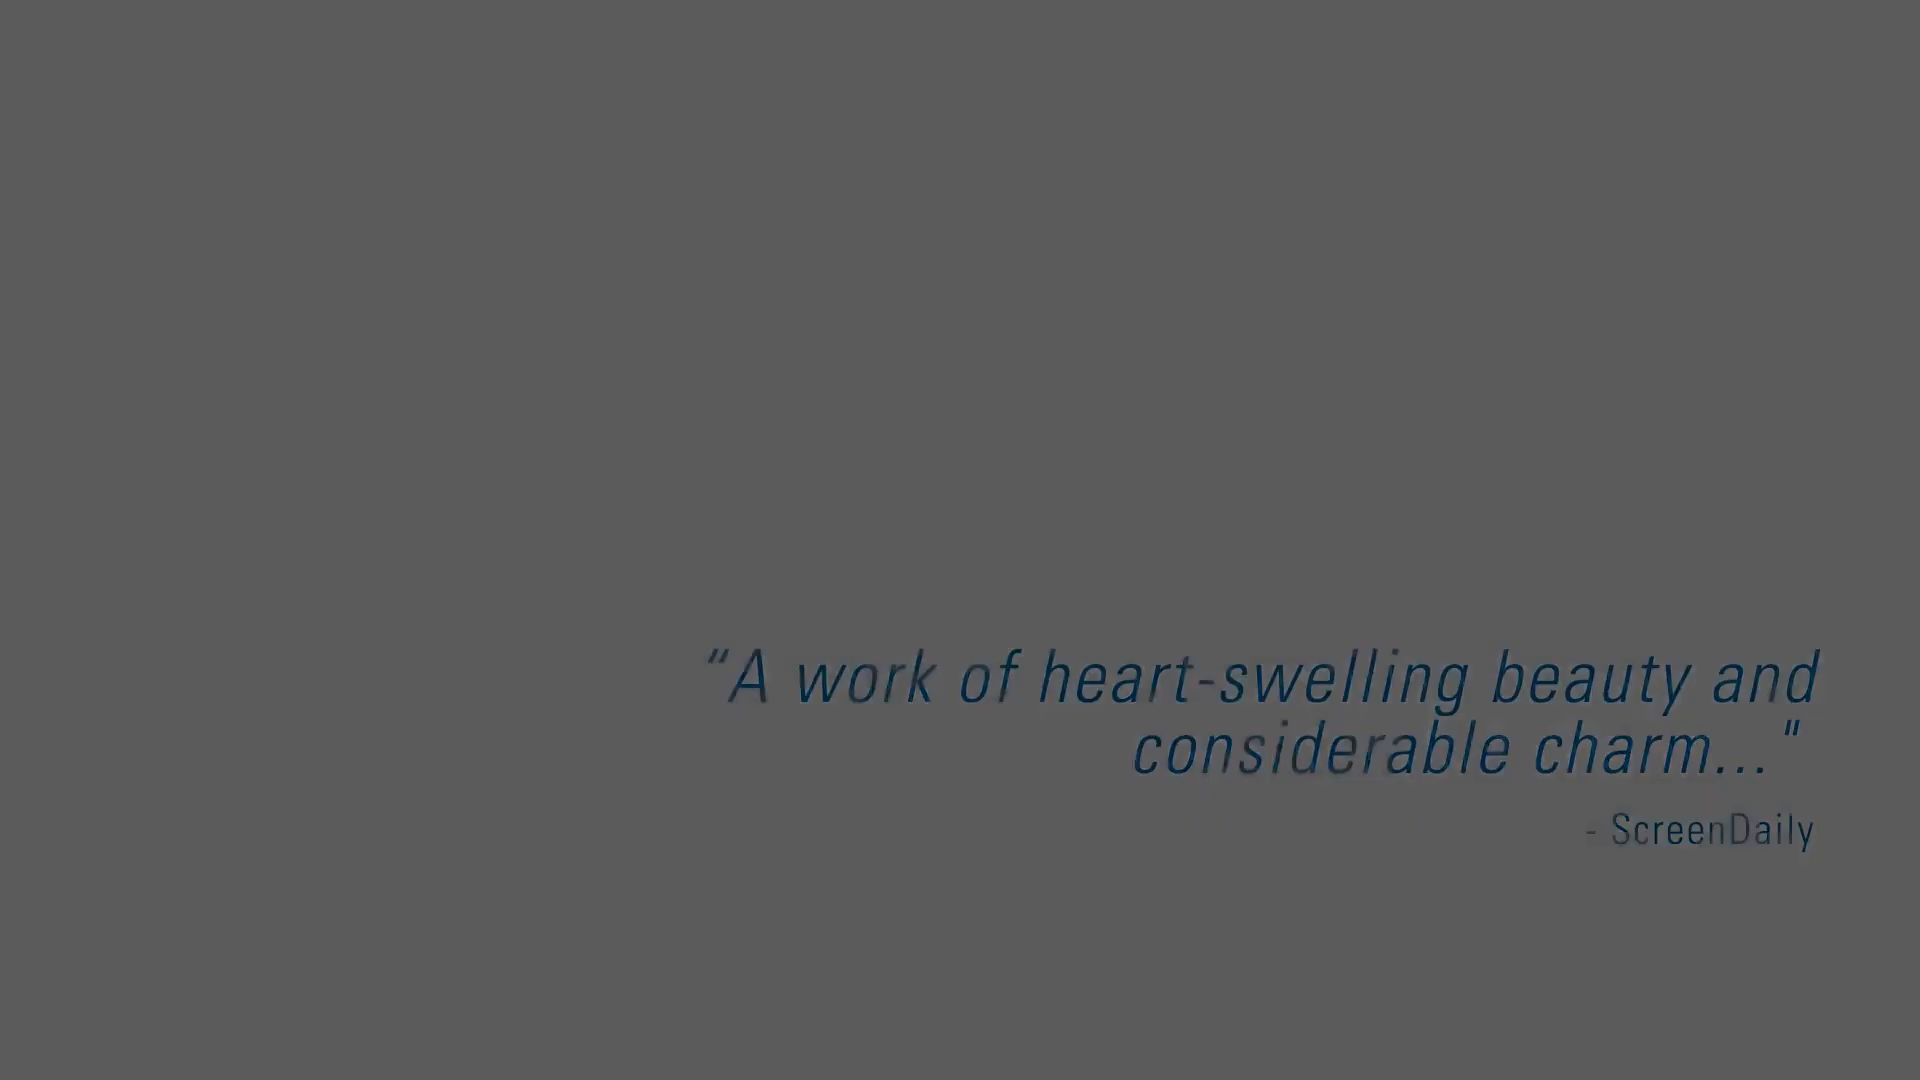 “A work of heart-swelling beauty and
considerable charm..."
- ScreenDaily